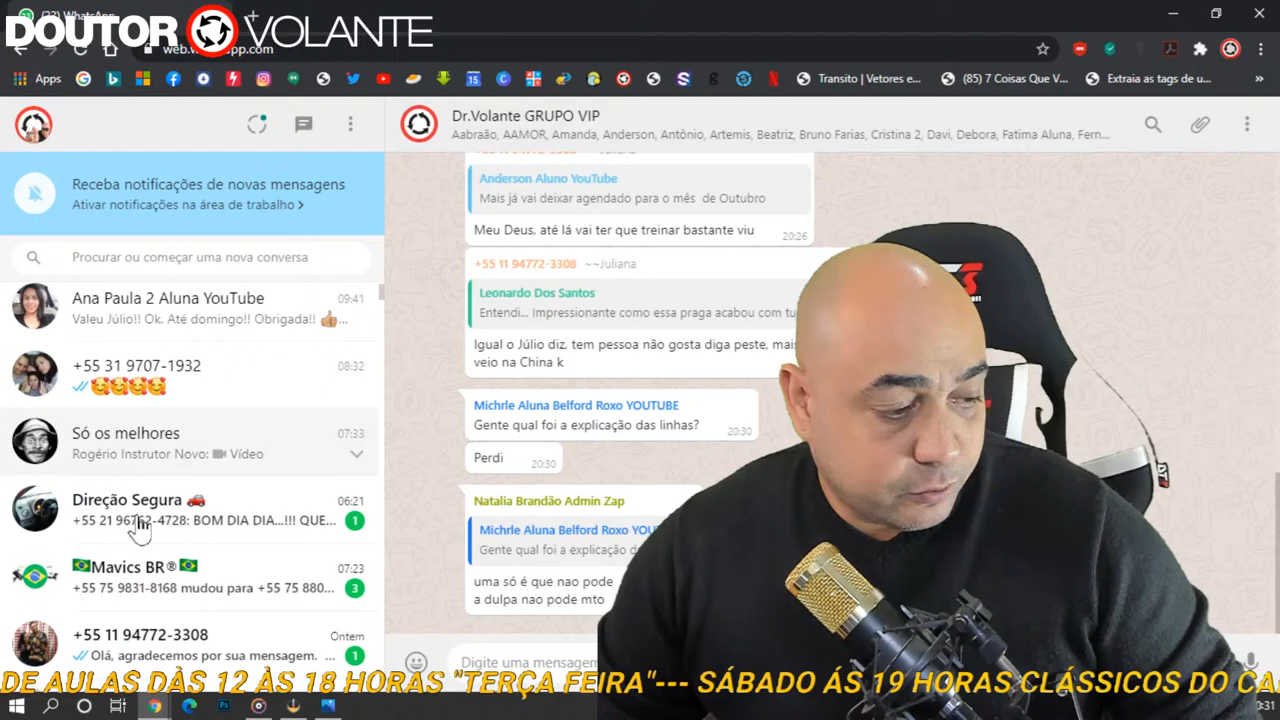 (22) WhatsApp
DOUTOR VOLANTE
web.whatsapp.com
Apps
Transito | Vetores e...
(85) 7 Coisas Que V...
Extraia as tags de u...
»
Dr.Volante GRUPO VIP
Aabraão, AAMOR, Amanda, Anderson, Antônio, Artemis, Beatriz, Bruno Farias, Cristina 2, Davi, Debora, Fatima Aluna, Fern...
Receba notificações de novas mensagens
Ativar notificações na área de trabalho >
Procurar ou começar uma nova conversa
Ana Paula 2 Aluna YouTube 09:41
Valeu Júlio!! Ok. Até domingo!! Obrigada!! 👍🏽...
+55 31 9707-1932 08:32
🥰🥰🥰🥰
Só os melhores 07:33
Rogério Instrutor Novo: Vídeo
Direção Segura 🚗 06:21
BOM DIA DIA...!!! QUE... 1
🇧🇷Mavics BR®🇧🇷 07:23
+55 75 9831-8168 mudou para +55 75 880... 3
+55 11 94772-3308 Ontem
Olá, agradecemos por sua mensagem. ... 1
+55 11 94772-3308 ~~Juliana
Anderson Aluno YouTube
Mais já vai deixar agendado para o mês de Outubro
Meu Deus, até lá vai ter que treinar bastante viu 20:26
+55 11 94772-3308 ~~Juliana
Leonardo Dos Santos
Entendi... Impressionante como essa praga acabou com tu
Igual o Júlio diz, tem pessoa não gosta diga peste, mais
veio na China k
Michrle Aluna Belford Roxo YOUTUBE
Gente qual foi a explicação das linhas? 20:30
Perdi 20:30
Natalia Brandão Admin Zap
Michrle Aluna Belford Roxo YOU
Gente qual foi a explicação d
uma só é que nao pode
a dulpa nao pode mto
Digite uma mensagem
DE AULAS DÀS 12 ÀS 18 HORAS "TERÇA FEIRA"--- SÁBADO ÁS 19 HORAS CLÁSSICOS DO CA